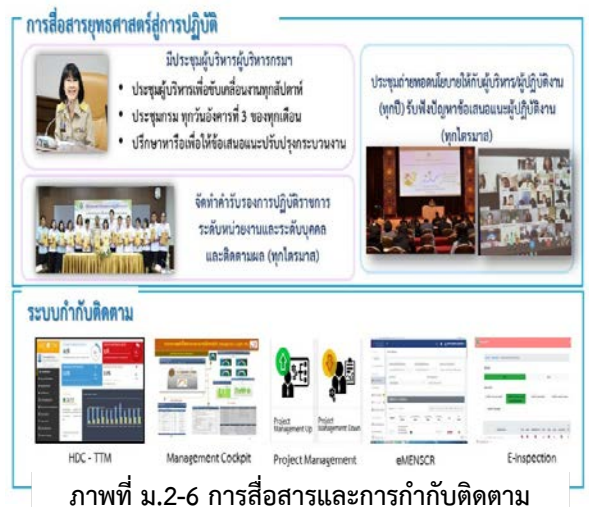 การสื่อสารยุทธศาสตร์สู่การปฏิบัติ
มีประชุมผู้บริหารผู้บริหารกรมฯ
• ประชุมผู้บริหารเพื่อขับเคลื่อนงานทุกสัปดาห์
• ประชุมกรม ทุกวันอังคารที่ 3 ของทุกเดือน
• ปรึกษาหารือเพื่อให้ข้อเสนอแนะปรับปรุงกระบวนงาน
ประชุมถ่ายทอดนโยบายให้กับผู้บริหาร/ผู้ปฏิบัติงาน
(ทุกปี) รับฟังปัญหาข้อเสนอแนะผู้ปฏิบัติงาน
(ทุกไตรมาส)
จัดทำคำรับรองการปฏิบัติราชการ
ระดับหน่วยงานและระดับบุคคล
และติดตามผล (ทุกไตรมาส)
ระบบกำกับติดตาม
Project Management Up
Project Management Down
HDC - TTM
Management Cockpit
Project Management
eMENSCR
E-Inspection
ภาพที่ ม.2-6 การสื่อสารและการกำกับติดตาม